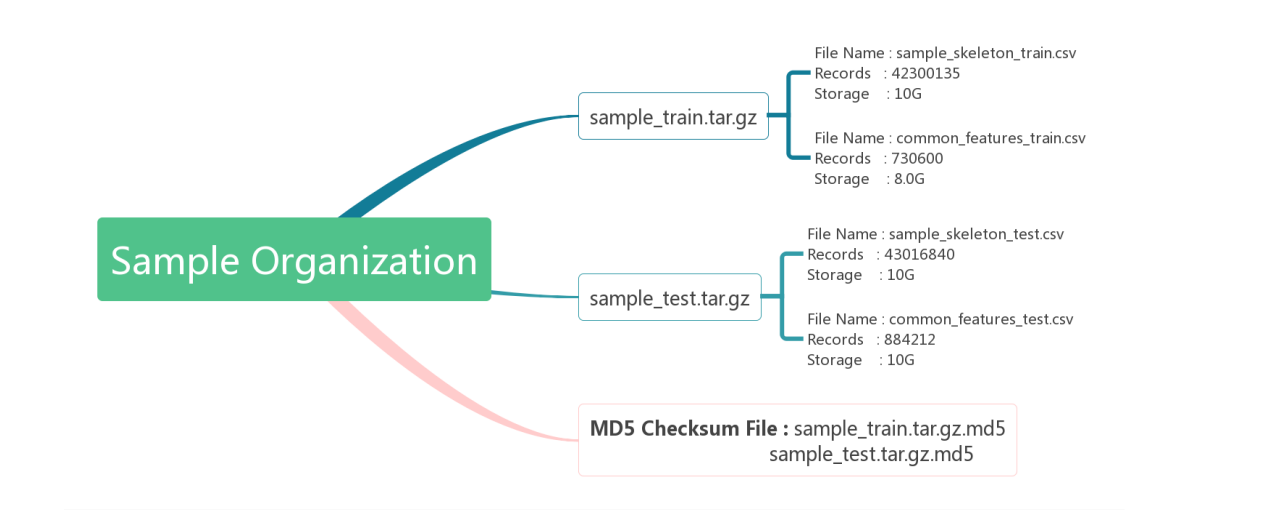 Sample Organization
sample_train.tar.gz
File Name : sample_skeleton_train.csv
Records : 42300135
Storage : 10G
File Name : common_features_train.csv
Records : 730600
Storage : 8.0G
sample_test.tar.gz
File Name : sample_skeleton_test.csv
Records : 43016840
Storage : 10G
File Name : common_features_test.csv
Records : 884212
Storage : 10G
MD5 Checksum File : sample_train.tar.gz.md5
sample_test.tar.gz.md5